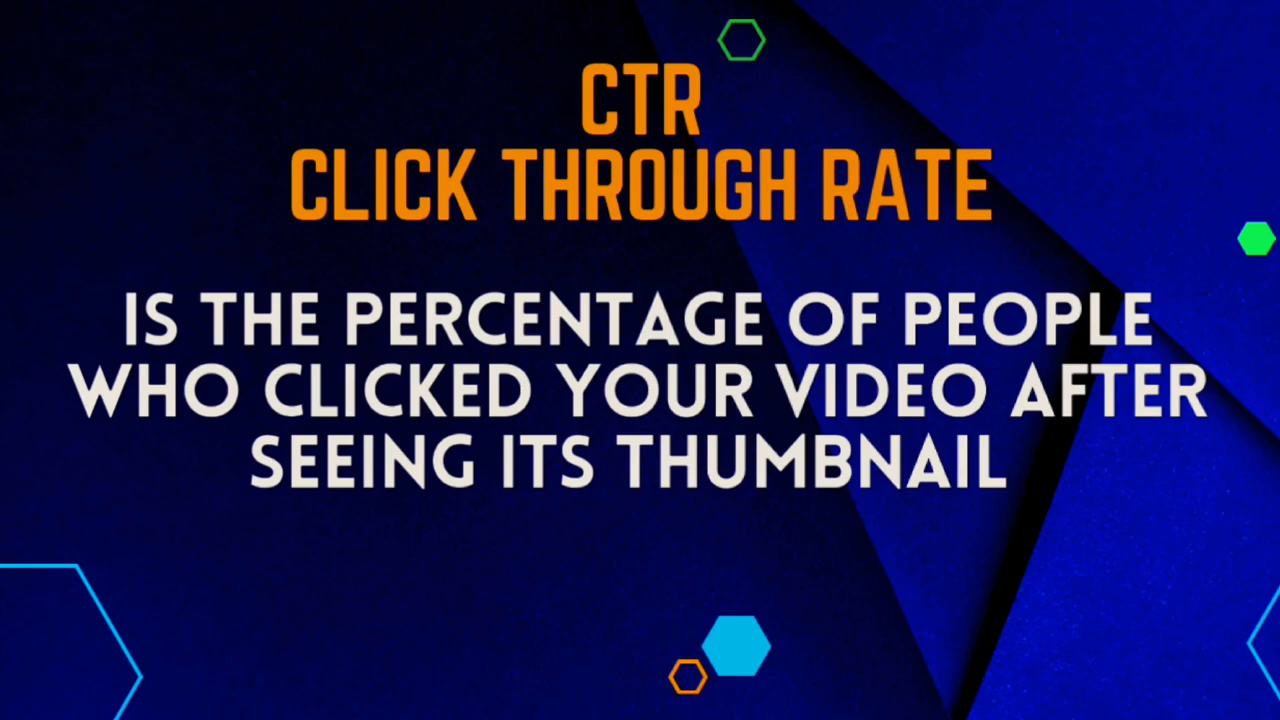 CTR
CLICK THROUGH RATE
IS THE PERCENTAGE OF PEOPLE
WHO CLICKED YOUR VIDEO AFTER
SEEING ITS THUMBNAIL